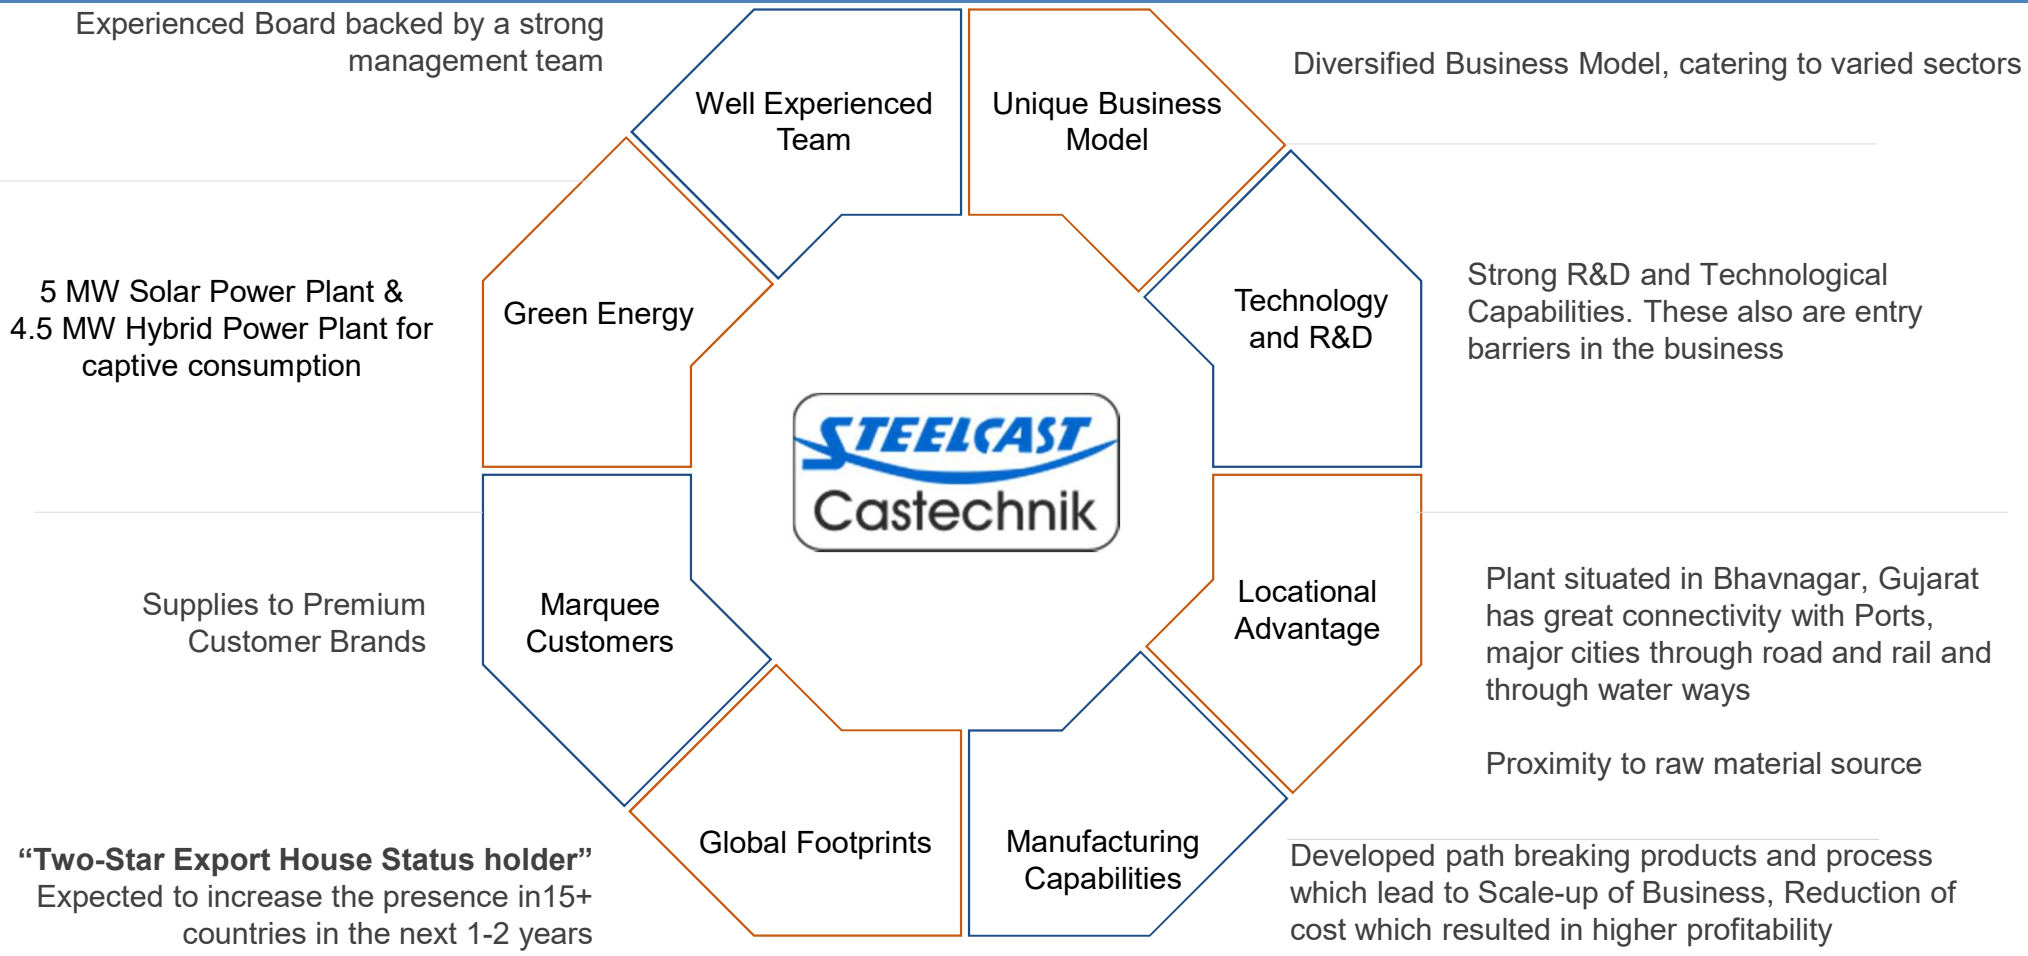 Experienced Board backed by a strong
management team
Well Experienced
Team
Unique Business
Model
Diversified Business Model, catering to varied sectors
5 MW Solar Power Plant &
4.5 MW Hybrid Power Plant for
captive consumption
Green Energy
Technology
and R&D
Strong R&D and Technological
Capabilities. These also are entry
barriers in the business
STEELCAST
Castechnik
Supplies to Premium
Customer Brands
Marquee
Customers
Locational
Advantage
Plant situated in Bhavnagar, Gujarat
has great connectivity with Ports,
major cities through road and rail and
through water ways
Proximity to raw material source
“Two-Star Export House Status holder”
Expected to increase the presence in15+
countries in the next 1-2 years
Global Footprints
Manufacturing
Capabilities
Developed path breaking products and process
which lead to Scale-up of Business, Reduction of
cost which resulted in higher profitability